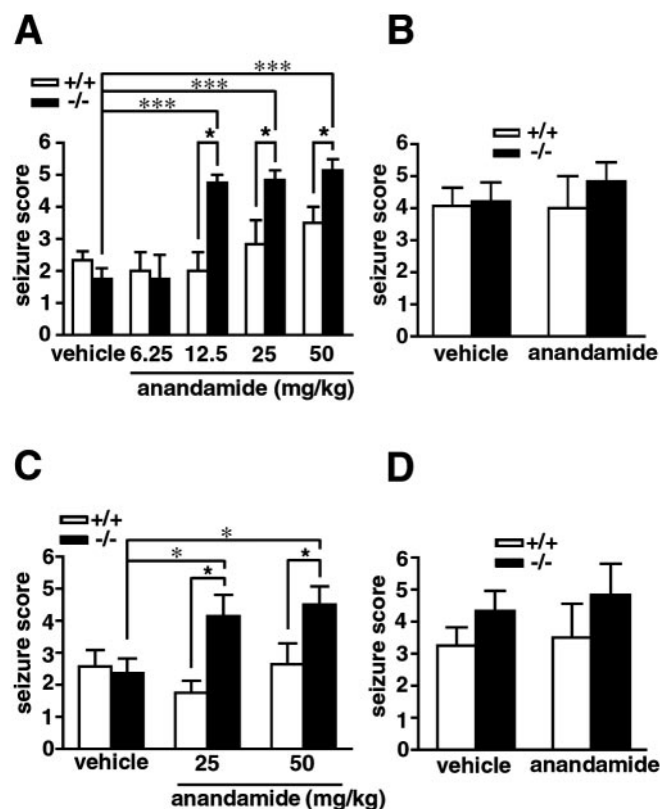 A
+/+
-/-
***
***
***
* * *
seizure score
6
5
4
3
2
1
0
vehicle 6.25 12.5 25 50
anandamide (mg/kg)
B
+/+
-/-
seizure score
6
5
4
3
2
1
0
vehicle anandamide
C
+/+
-/-
*
*
* *
seizure score
6
5
4
3
2
1
0
vehicle 25 50
anandamide (mg/kg)
D
+/+
-/-
seizure score
6
5
4
3
2
1
0
vehicle anandamide